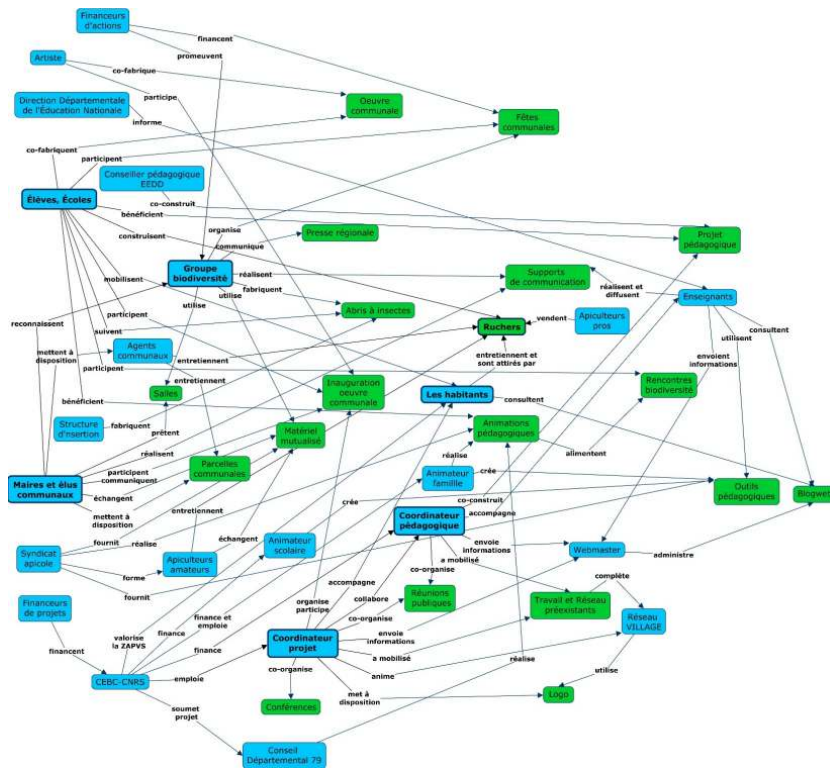 Financeurs
d'actions
financent
promeuvent
Artiste
co-fabrique
Direction Départementale
de l'Éducation Nationale
participe
informe
Oeuvre
communale
Fêtes
communales
co-fabriquent
participent
Conseiller pédagogique
EEDD
co-construit
Élèves, Écoles
bénéficient
construisent
organise
communique
Presse régionale
Projet
pédagogique
Groupe
biodiversité
mobilisent
réalisent
utilise
fabriquent
Supports
de communication
réalisent et
diffusent
Enseignants
utilise
participent
Abris à insectes
reconnaissent
suivent
Ruchers
vendent
Apiculteurs
pros
mettent à
disposition
Agents
communaux
entretiennent
participent
entretiennent
entretiennent et
sont attirés par
utilisent
consultent
envoient
informations
Salles
Inauguration
oeuvre
communale
Les habitants
Rencontres
biodiversité
bénéficient
consultent
Structure
d'nsertion
fabriquent
prêtent
Matériel
mutualisé
Animations
pédagogiques
réalisent
réalise
alimentent
Maires et élus
communaux
participent
communiquent
Parcelles
communales
échangent
Animateur
famillle
crée
Outils
pédagogiques
Blogweb
mettent à
disposition
entretiennent
crée
co-construit
accompagne
Coordinateur
pédagogique
fournit
réalise
échangent
Animateur
scolaire
envoie
informations
Webmaster
administre
Syndicat
apicole
forme
Apiculteurs
amateurs
fournit
co-organise
a mobilisé
accompagne
collabore
complète
Financeurs
de projets
organise
participe
Réunions
publiques
Travail et Réseau
préexistants
co-organise
finance et
emploie
valorise
la ZAPVS
finance
Réseau
VILLAGE
financent
finance
Coordinateur
projet
envoie
informations
a mobilisé
réalise
CEBC-CNRS
emploie
anime
utilise
co-organise
met à
disposition
Logo
soumet
projet
Conférences
Conseil
Départemental 79